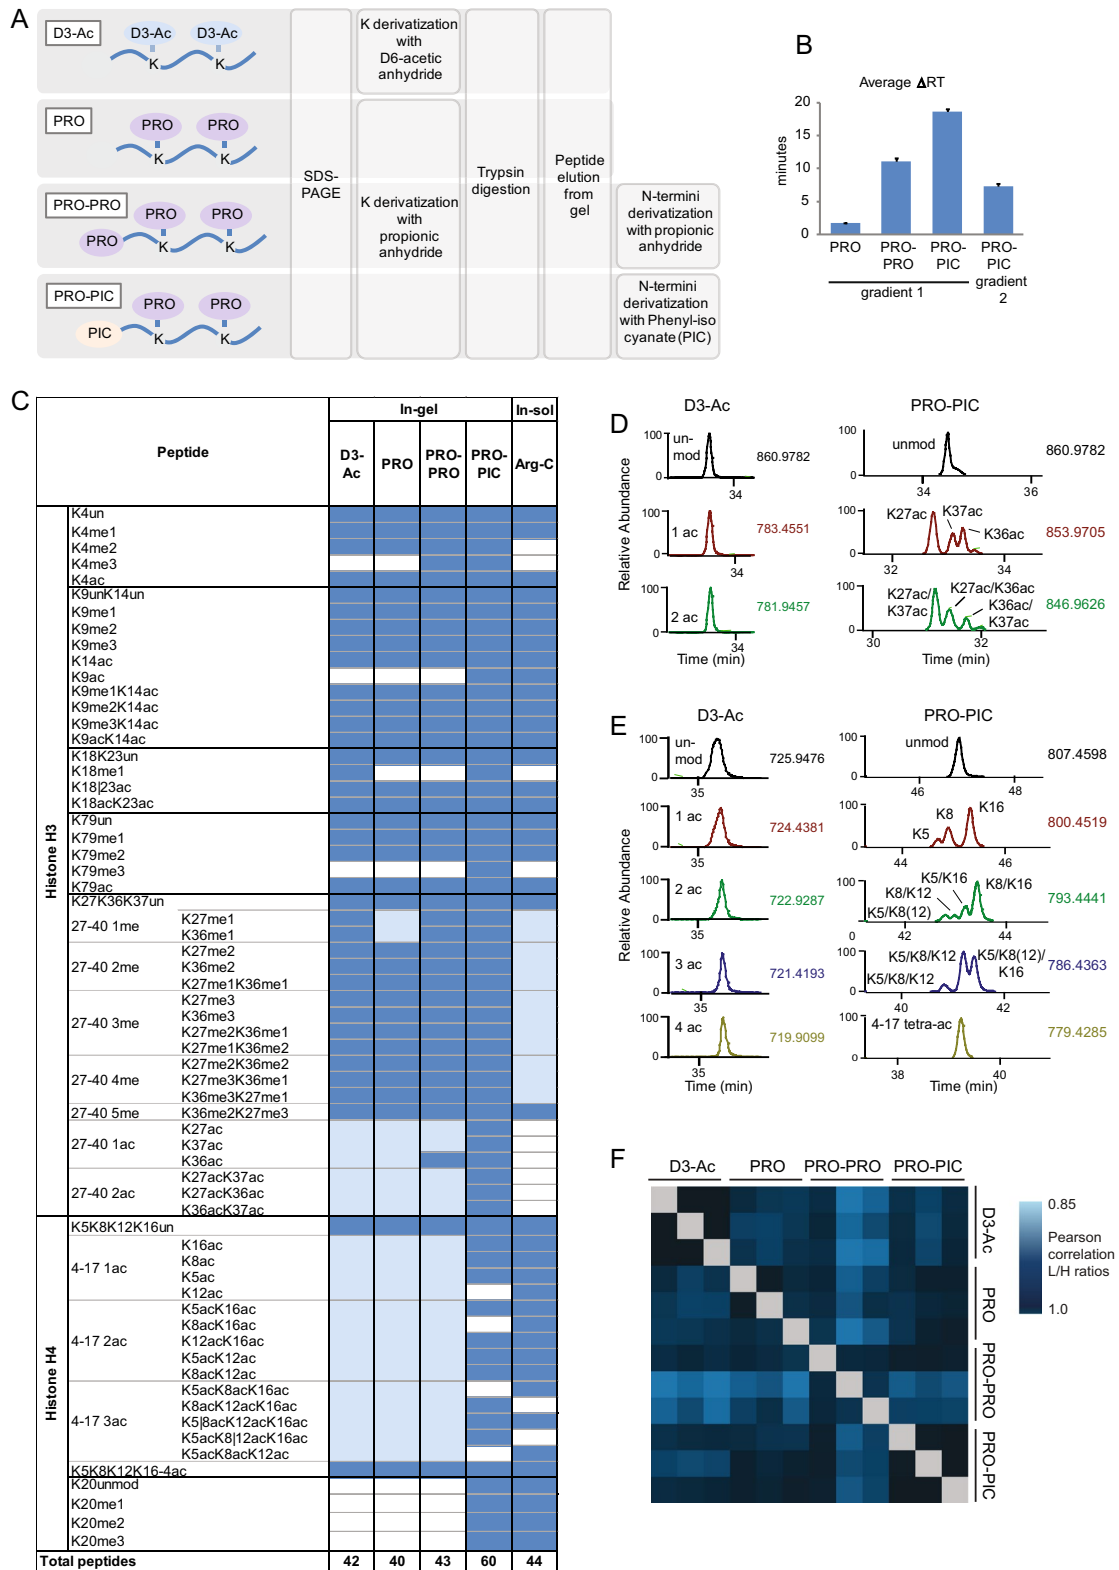 A
D3-Ac
D3-Ac
D3-Ac
K
K
PRO
PRO
PRO
K
K
PRO-PRO
PRO
PRO
PRO
K
K
PRO-PIC
PRO
PRO
PIC
K
K
SDS-
PAGE
K derivatization
with
D6-acetic
anhydride
K derivatization
with
propionic
anhydride
Trypsin
digestion
Peptide
elution
from
gel
N-termini
derivatization
with propionic
anhydride
N-termini
derivatization
with Phenyl-iso
cyanate (PIC)
B
Average ΔRT
minutes
20
15
10
5
0
PRO
PRO-
PRO
PRO-
PIC
PRO-
PIC
gradient 1
gradient
2
C
Peptide
In-gel
In-sol
D3-
Ac
PRO
PRO-
PRO
PRO-
PIC
Arg-C
Histone H3
K4un
K4me1
K4me2
K4me3
K4ac
K9unK14un
K9me1
K9me2
K9me3
K14ac
K9ac
K9me1K14ac
K9me2K14ac
K9me3K14ac
K9acK14ac
K18K23un
K18me1
K18|23ac
K18acK23ac
K79un
K79me1
K79me2
K79me3
K79ac
K27K36K37un
27-40 1me
K27me1
K36me1
27-40 2me
K27me2
K36me2
K27me1K36me1
27-40 3me
K27me3
K36me3
K27me2K36me1
K27me1K36me2
27-40 4me
K27me2K36me2
K27me3K36me1
K36me3K27me1
27-40 5me
K36me2K27me3
27-40 1ac
K27ac
K37ac
K36ac
27-40 2ac
K27acK37ac
K27acK36ac
K36acK37ac
Histone H4
K5K8K12K16un
4-17 1ac
K16ac
K8ac
K5ac
K12ac
4-17 2ac
K5acK16ac
K8acK16ac
K12acK16ac
K5acK12ac
K8acK12ac
4-17 3ac
K5acK8acK16ac
K8acK12acK16ac
K5|8acK12acK16ac
K5acK8|12acK16ac
K5acK8acK12ac
K5K8K12K16-4ac
K20unmod
K20me1
K20me2
K20me3
Total peptides 42 40 43 60 44
D
D3-Ac
PRO-PIC
Relative Abundance
100
0
un-
mod
34
860.9782
100
0
unmod
34
36
860.9782
100
0
1 ac
34
783.4551
100
0
K27ac
K37ac
K36ac
32
34
853.9705
100
0
2 ac
34
781.9457
Time (min)
100
0
K27ac/
K37ac
K27ac/K36ac
K36ac/
K37ac
30
32
846.9626
Time (min)
E
D3-Ac
PRO-PIC
Relative Abundance
100
0
un-
mod
35
725.9476
100
0
unmod
46
48
807.4598
100
0
1 ac
35
724.4381
100
0
K5
K8
K16
44
46
800.4519
100
0
2 ac
35
722.9287
100
0
K5/K8(12)
K8/K12
K5/K16
K8/K16
42
44
793.4441
100
0
3 ac
35
721.4193
100
0
K5/K8/K12
K5/K8/K12
K5/K8(12)/
K16
40
42
786.4363
100
0
4 ac
35
719.9099
Time (min)
100
0
4-17 tetra-ac
38
40
779.4285
Time (min)
F
D3-Ac
PRO
PRO-PRO
PRO-PIC
D3-Ac
PRO
PRO-PRO
PRO-PIC
0.85
Pearson
correlation
L/H ratios
1.0